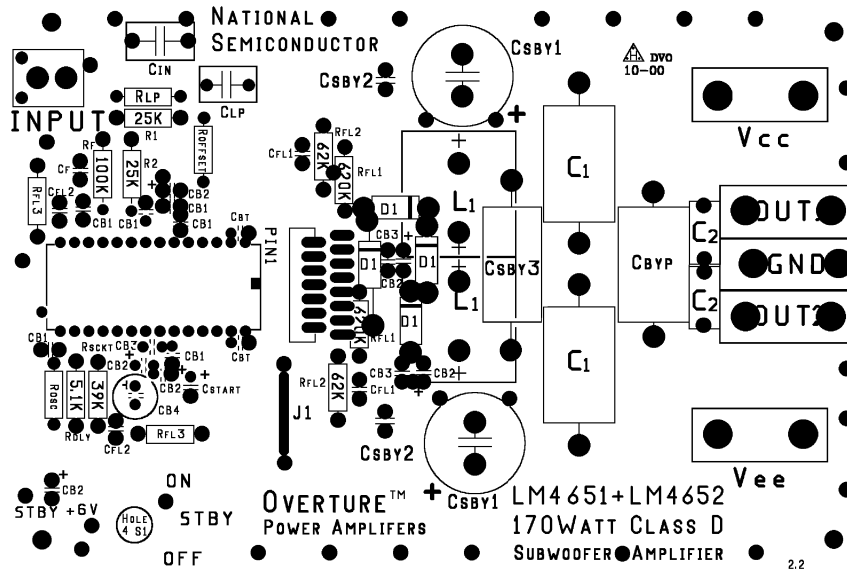 NATIONAL
SEMICONDUCTOR
CIN
CLP
RLP
25K
INPUT
RF
R1
R2
ROFFSET
CF
100K
25K
CFL2
RFL3
CB2
CB1
CB1
CB1
CBT
PIN1
CSBY1
CSBY2
+
DVO
10-00
Vcc
RFL2
CFL1
62K
RFL1
620K
D1
L1
C1
CB3
D1
D1
CB2
CSBY3
CBYP
C2
OUT1
GND
C2
OUT2
L1
D1
620K
RFL1
C1
CB1
RSCKT
CB3
CB1
CBT
CB2
CB2
CSTART
ROSC
5.1K
39K
CB4
RDLY
CFL2
RFL3
J1
RFL2
62K
CFL1
CB3
CB2
CSBY2
CSBY1
+
Vee
CB2
STBY +6V
HOLE
4 S1
ON
STBY
OFF
OVERTURE™
POWER AMPLIFERS
LM4651+LM4652
170WATT CLASS D
SUBWOOFER AMPLIFIER
2.2